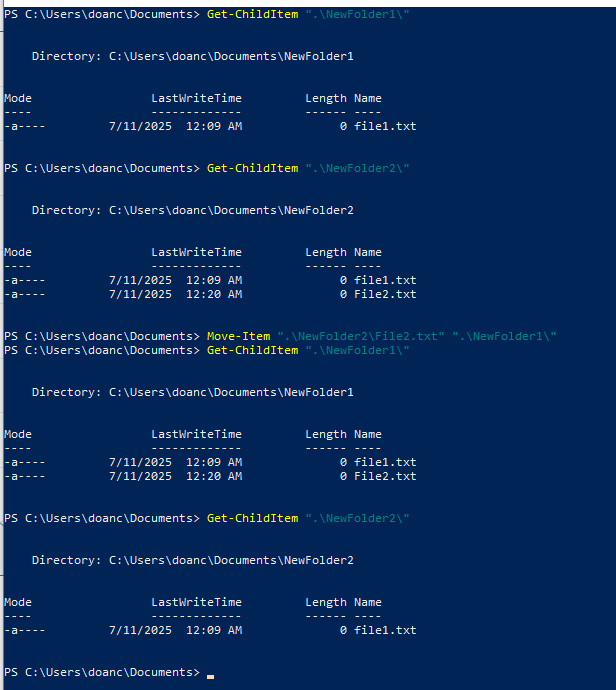 PS C:\Users\doanc\Documents> Get-ChildItem ".\NewFolder1\"
    Directory: C:\Users\doanc\Documents\NewFolder1
Mode                 LastWriteTime         Length Name
----                 -------------         ------ ----
-a----         7/11/2025  12:09 AM              0 file1.txt
PS C:\Users\doanc\Documents> Get-ChildItem ".\NewFolder2\"
    Directory: C:\Users\doanc\Documents\NewFolder2
Mode                 LastWriteTime         Length Name
----                 -------------         ------ ----
-a----         7/11/2025  12:09 AM              0 file1.txt
-a----         7/11/2025  12:20 AM              0 File2.txt
PS C:\Users\doanc\Documents> Move-Item ".\NewFolder2\File2.txt" ".\NewFolder1\"
PS C:\Users\doanc\Documents> Get-ChildItem ".\NewFolder1\"
    Directory: C:\Users\doanc\Documents\NewFolder1
Mode                 LastWriteTime         Length Name
----                 -------------         ------ ----
-a----         7/11/2025  12:09 AM              0 file1.txt
-a----         7/11/2025  12:20 AM              0 File2.txt
PS C:\Users\doanc\Documents> Get-ChildItem ".\NewFolder2\"
    Directory: C:\Users\doanc\Documents\NewFolder2
Mode                 LastWriteTime         Length Name
----                 -------------         ------ ----
-a----         7/11/2025  12:09 AM              0 file1.txt
PS C:\Users\doanc\Documents>